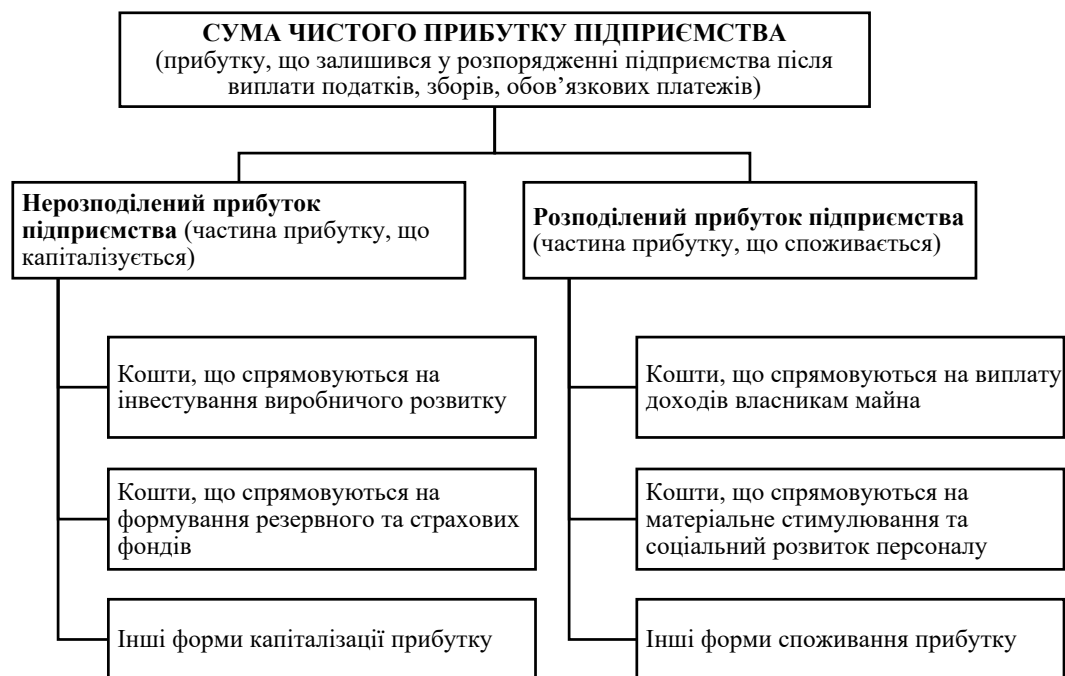 СУМА ЧИСТОГО ПРИБУТКУ ПІДПРИЄМСТВА
(прибутку, що залишився у розпорядженні підприємства після
виплати податків, зборів, обов’язкових платежів)
Нерозподілений прибуток
підприємства (частина прибутку, що
капіталізується)
Розподілений прибуток підприємства
(частина прибутку, що споживається)
Кошти, що спрямовуються на
інвестування виробничого розвитку
Кошти, що спрямовуються на виплату
доходів власникам майна
Кошти, що спрямовуються на
формування резервного та страхових
фондів
Кошти, що спрямовуються на
матеріальне стимулювання та
соціальний розвиток персоналу
Інші форми капіталізації прибутку
Інші форми споживання прибутку